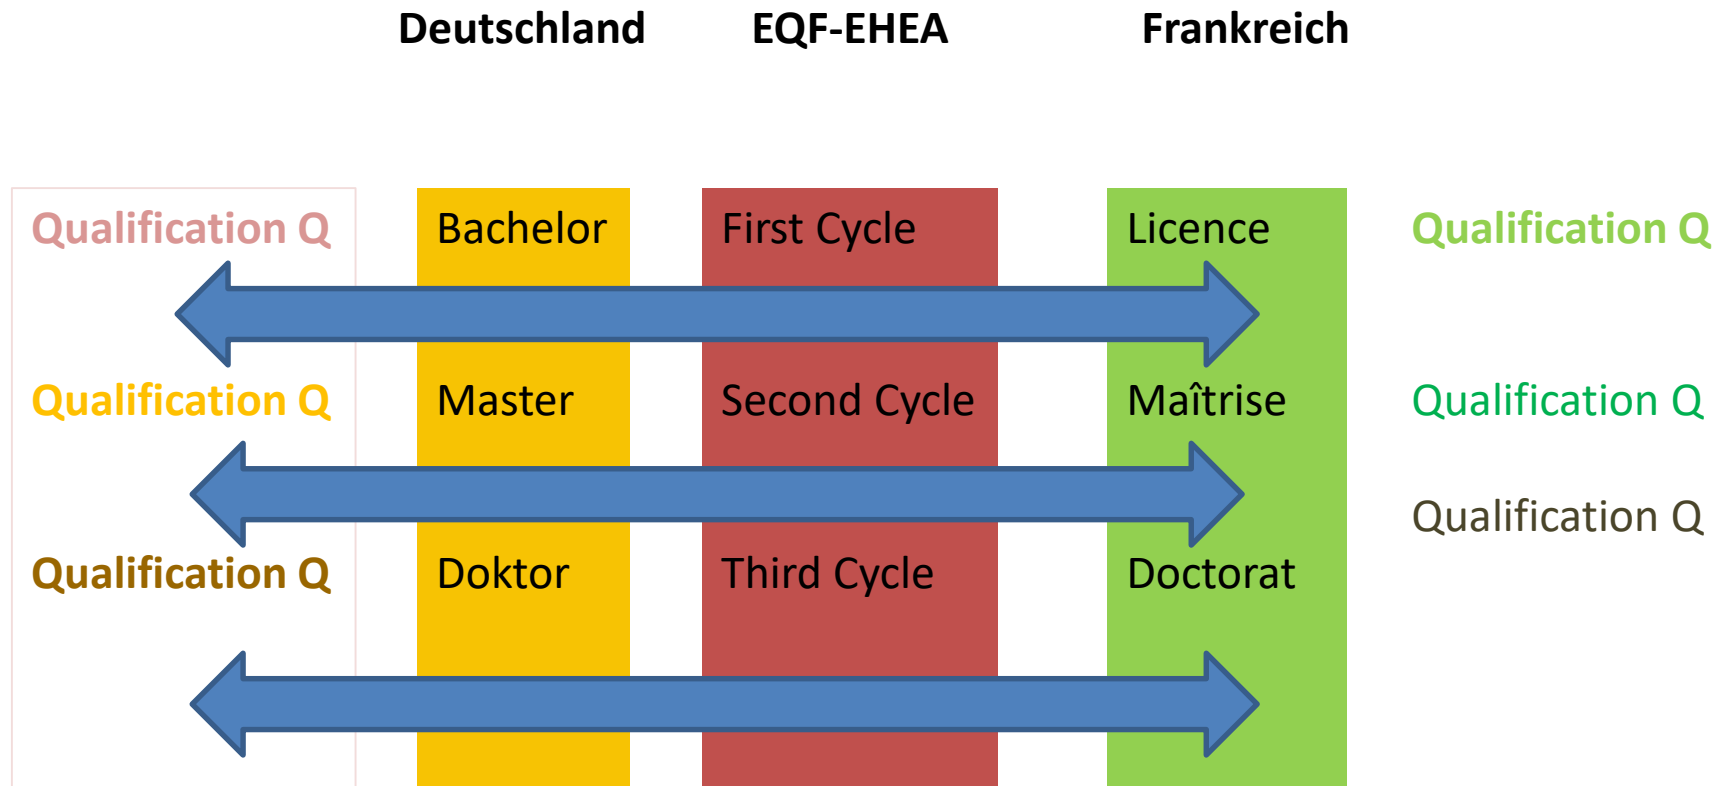 Deutschland EQF-EHEA Frankreich
Qualification Q Bachelor First Cycle Licence Qualification Q
Qualification Q Master Second Cycle Maîtrise Qualification Q
Qualification Q
Qualification Q Doktor Third Cycle Doctorat